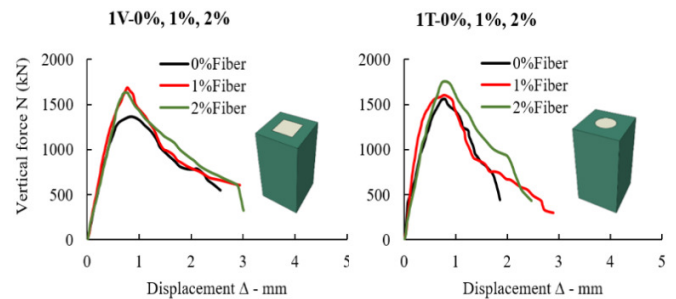 1V-0%, 1%, 2%
Vertical force N (kN)
2000
1500
1000
500
0
0%Fiber
1%Fiber
2%Fiber
0 1 2 3 4 5
Displacement Δ - mm
1T-0%, 1%, 2%
2000
1500
1000
500
0
0%Fiber
1%Fiber
2%Fiber
0 1 2 3 4 5
Displacement Δ - mm